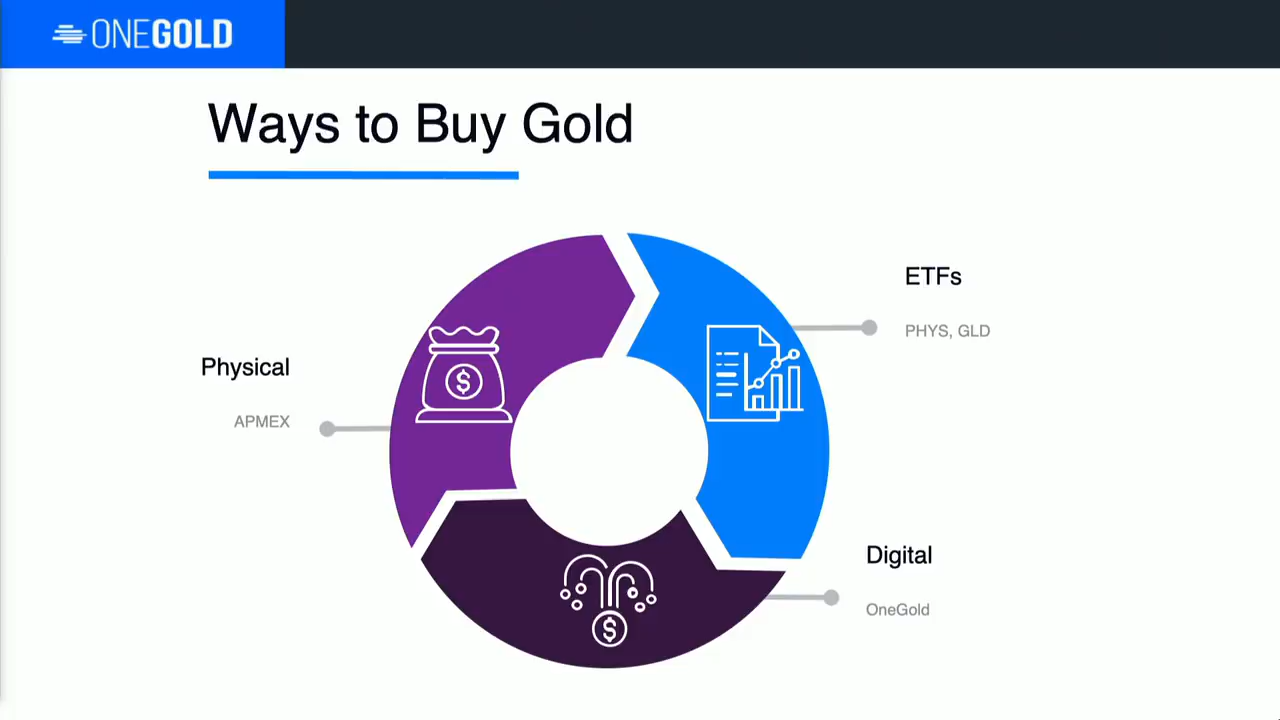 ONEGOLD
Ways to Buy Gold
ETFs
PHYS, GLD
Physical
APMEX
$
$
Digital
OneGold